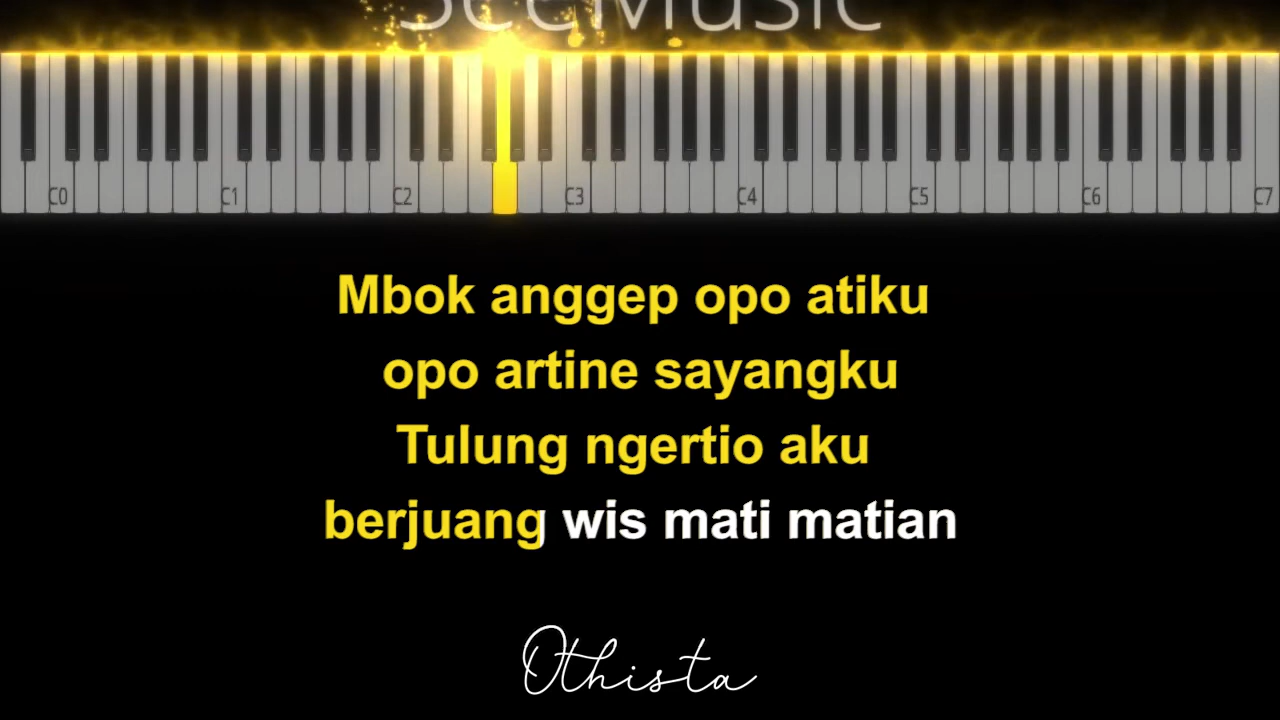 SeeMusic
C0 C1 C2 C3 C4 C5 C6 C7
Mbok anggep opo atiku
opo artine sayangku
Tulung ngertio aku
berjuang wis mati matian
Othista